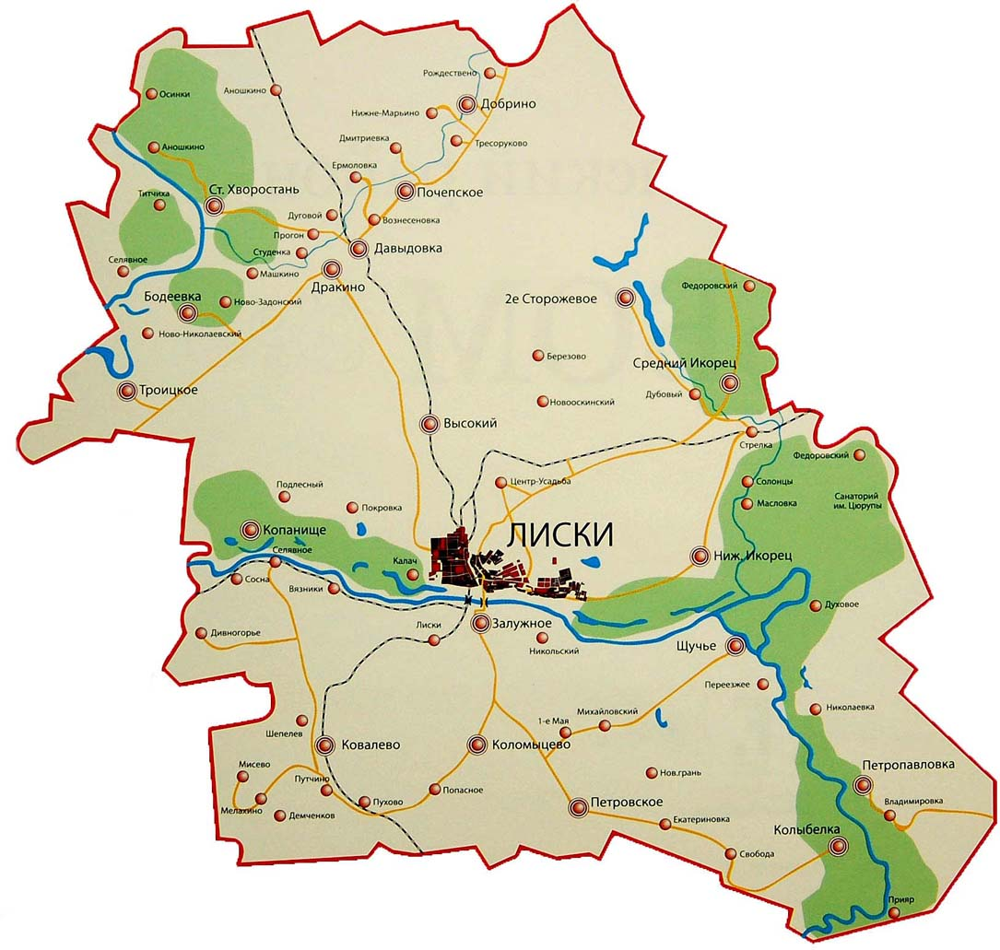 Рождествено
Осинки
Аношкино
Добрино
Нижне-Марьино
Дмитриевка
Тресоруково
Аношкино
Ермоловка
Ст. Хворостань
Титчиха
Почепское
Дуговой
Вознесеновка
Прогон
Студенка
Давыдовка
Селявное
Машкино
Дракино
Федоровский
Бодеевка
Ново-Задонский
2е Сторожевое
Ново-Николаевский
Березово
Средний Икорец
Троицкое
Дубовый
Новооскинский
Высокий
Стрелка
Федоровский
Подлесный
Центр-Усадьба
Солонцы
Санаторий
им. Цюрупы
Покровка
Масловка
Копанище
ЛИСКИ
Селявное
Калач
Ниж. Икорец
Сосна
Вязники
Духовое
Лиски
Залужное
Дивногорье
Никольский
Щучье
Переезжее
Михайловский
Николаевка
1-е Мая
Шепелев
Ковалево
Коломыцево
Мисево
Петропавловка
Нов.грань
Путчино
Попасное
Мелахино
Демченков
Пухово
Петровское
Владимировка
Екатериновка
Колыбелка
Свобода
Прияр